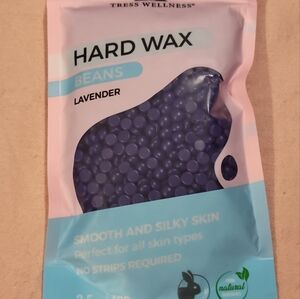 TRESS WELLNESS®
HARD WAX
BEANS
LAVENDER
SMOOTH AND SILKY SKIN
Perfect for all skin types
NO STRIPS REQUIRED
natural